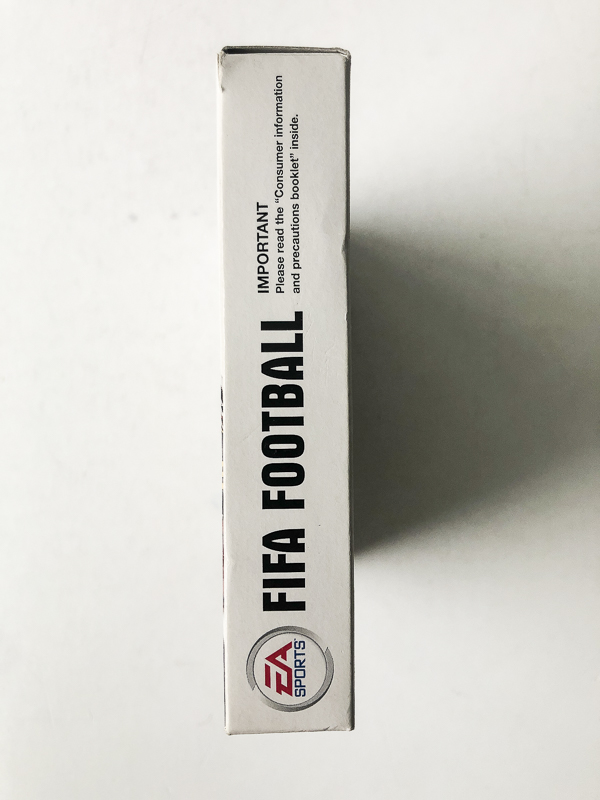 EA
SPORTS
FIFA FOOTBALL
IMPORTANT
Please read the “Consumer information
and precautions booklet” inside.